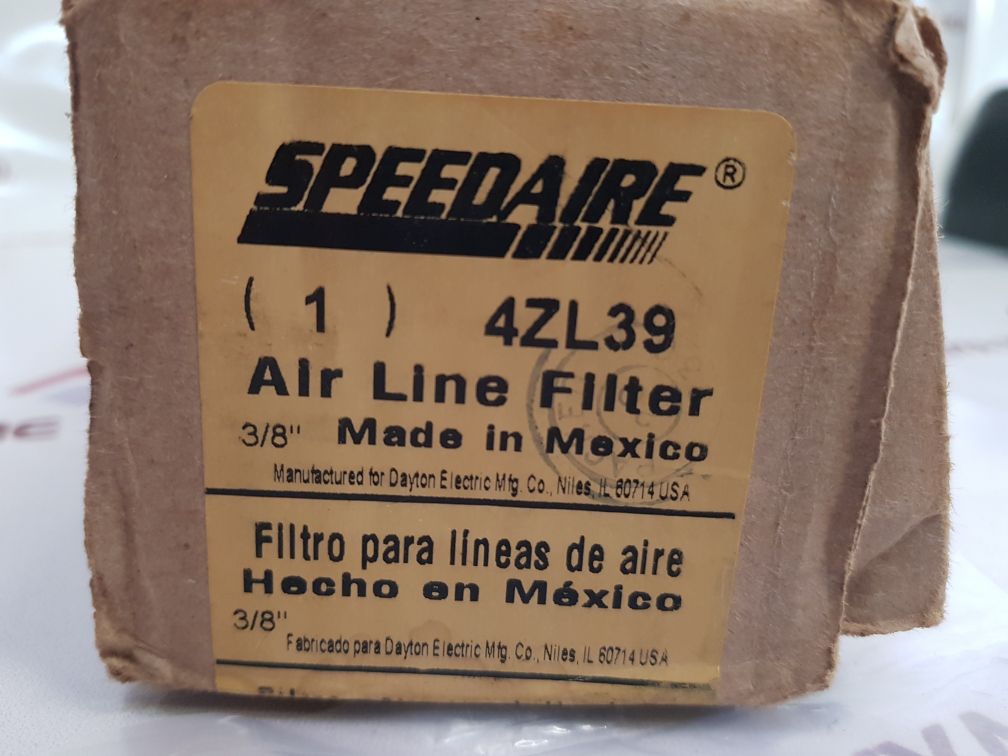 SPEEDAIRE®
( 1 ) 4ZL39
Air Line Filter
3/8" Made in Mexico
Manufactured for Dayton Electric Mfg. Co., Niles, IL 60714 USA
Filtro para líneas de aire
Hecho en México
3/8"
Fabricado para Dayton Electric Mfg. Co., Niles, IL 60714 USA